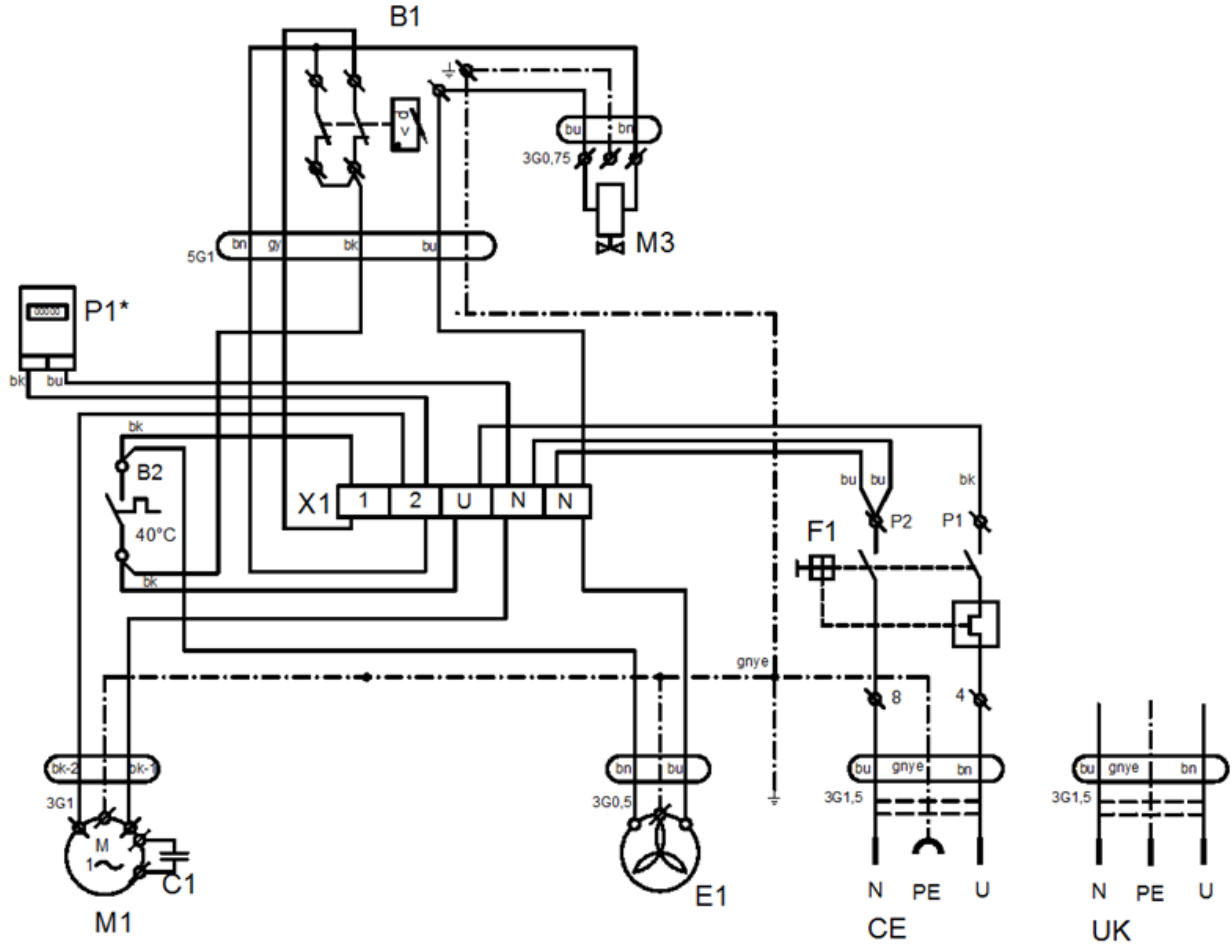 B1
bu bn
3G0,75
M3
bn gy bk bu
5G1
P1*
00000
bk bu
bk
B2
40°C
bk
X1 1 2 U N N
bu bu bk
P2 P1
F1
gnye
8 4
bk-2 bk-1
3G1
M
1
C1
M1
bn bu
3G0,5
E1
bu gnye bn
3G1,5
N PE U
CE
bu gnye bn
3G1,5
N PE U
UK